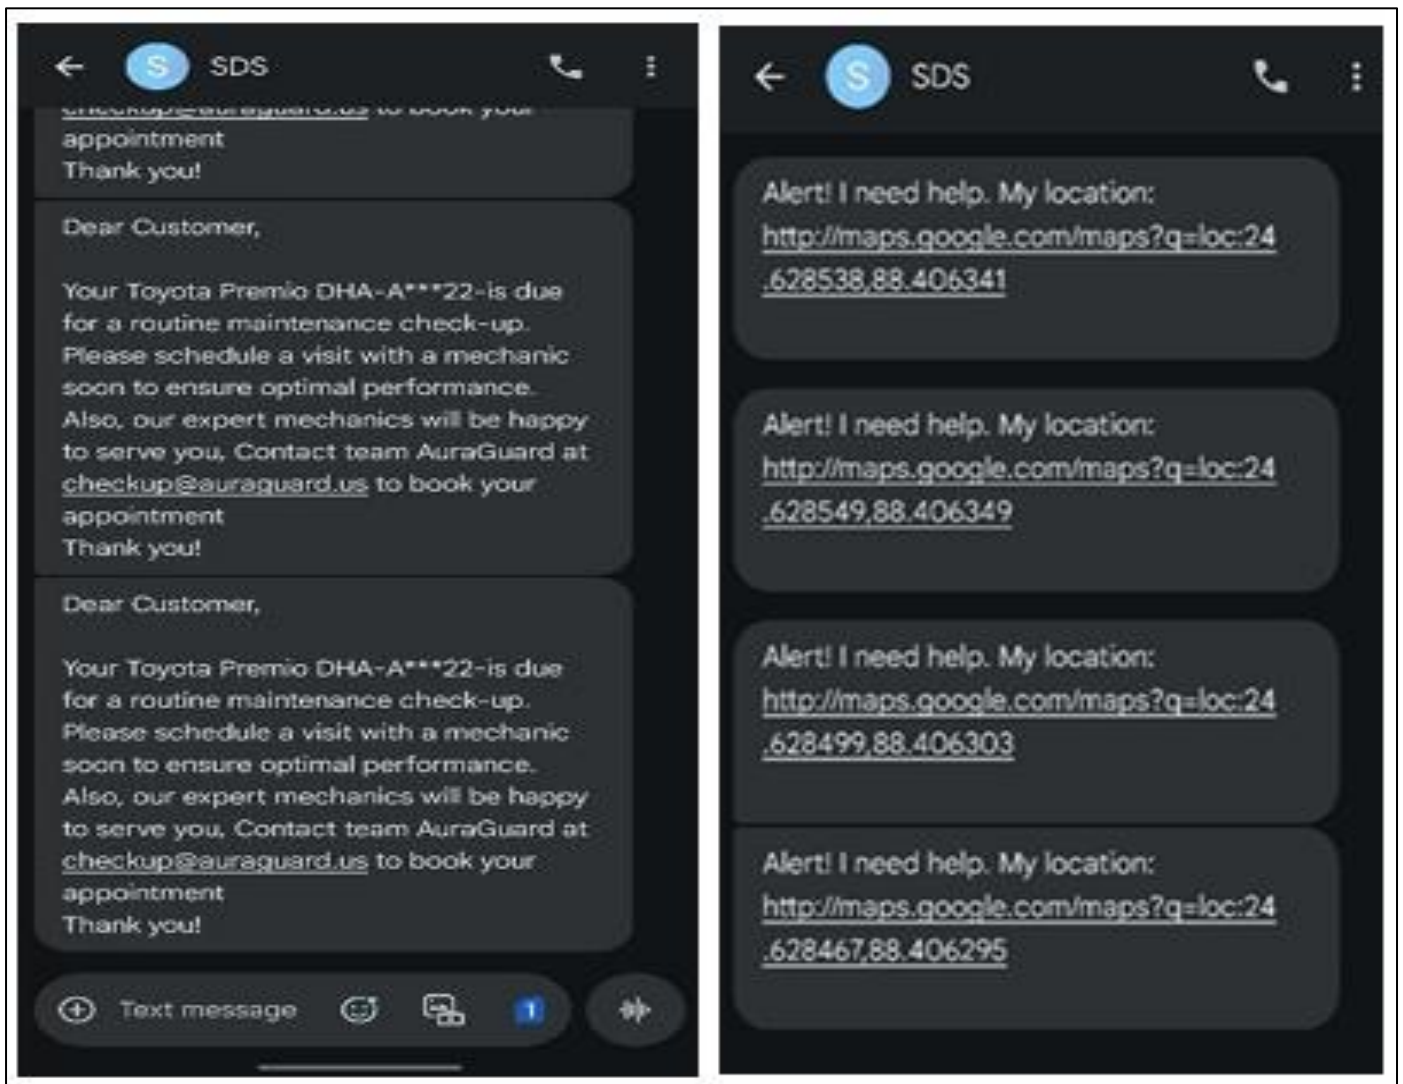 S SDS
checkup@auraguard.us to book your
appointment
Thank you!
Dear Customer,
Your Toyota Premio DHA-A***22-is due
for a routine maintenance check-up.
Please schedule a visit with a mechanic
soon to ensure optimal performance.
Also, our expert mechanics will be happy
to serve you, Contact team AuraGuard at
checkup@auraguard.us to book your
appointment
Thank you!
Dear Customer,
Your Toyota Premio DHA-A***22-is due
for a routine maintenance check-up.
Please schedule a visit with a mechanic
soon to ensure optimal performance.
Also, our expert mechanics will be happy
to serve you, Contact team AuraGuard at
checkup@auraguard.us to book your
appointment
Thank you!
Text message 1
S SDS
Alert! I need help. My location:
http://maps.google.com/maps?q=loc:24
.628538,88.406341
Alert! I need help. My location:
http://maps.google.com/maps?q=loc:24
.628549,88.406349
Alert! I need help. My location:
http://maps.google.com/maps?q=loc:24
.628499,88.406303
Alert! I need help. My location:
http://maps.google.com/maps?q=loc:24
.628467,88.406295